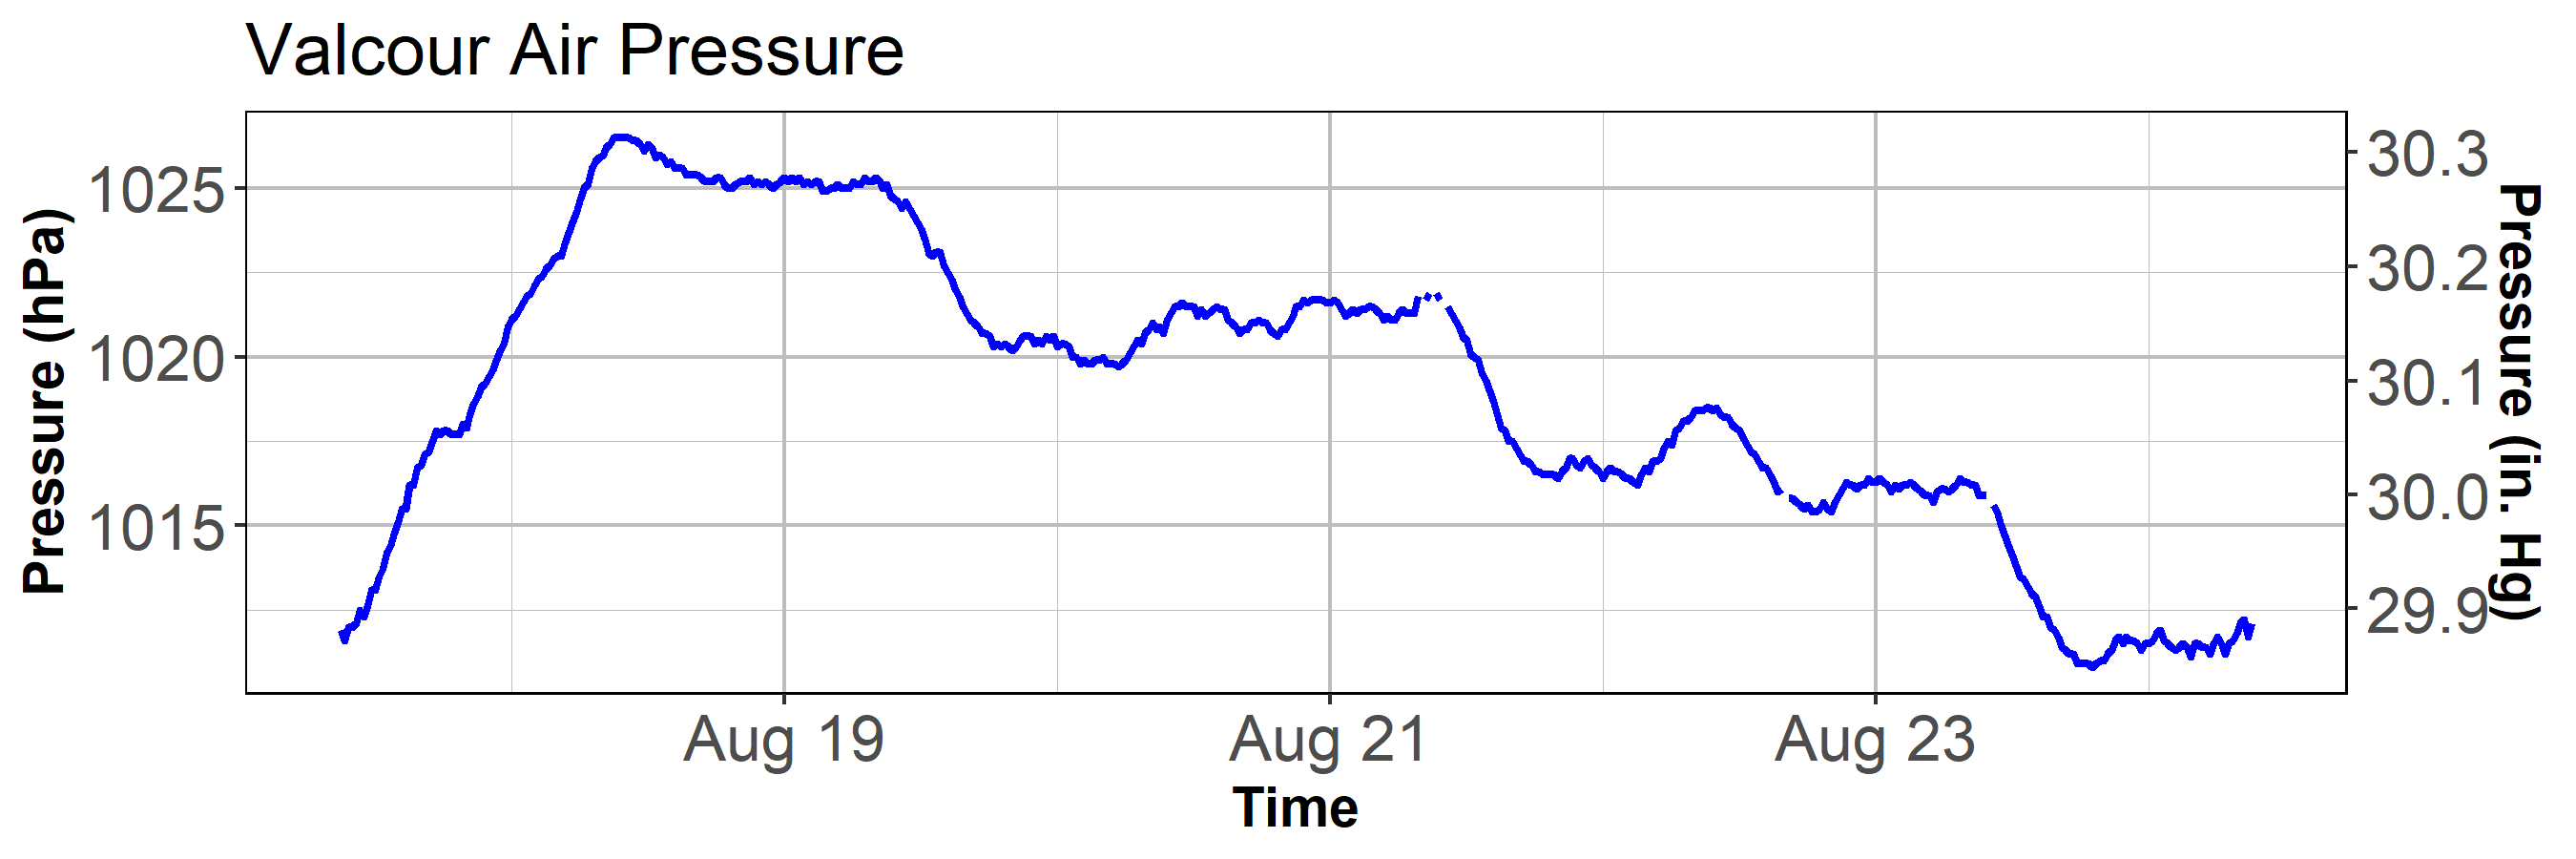 Valcour Air Pressure
Pressure (hPa)
1025
1020
1015
30.3
30.2
30.1
30.0
29.9
Pressure (in. Hg)
Aug 19
Aug 21
Aug 23
Time